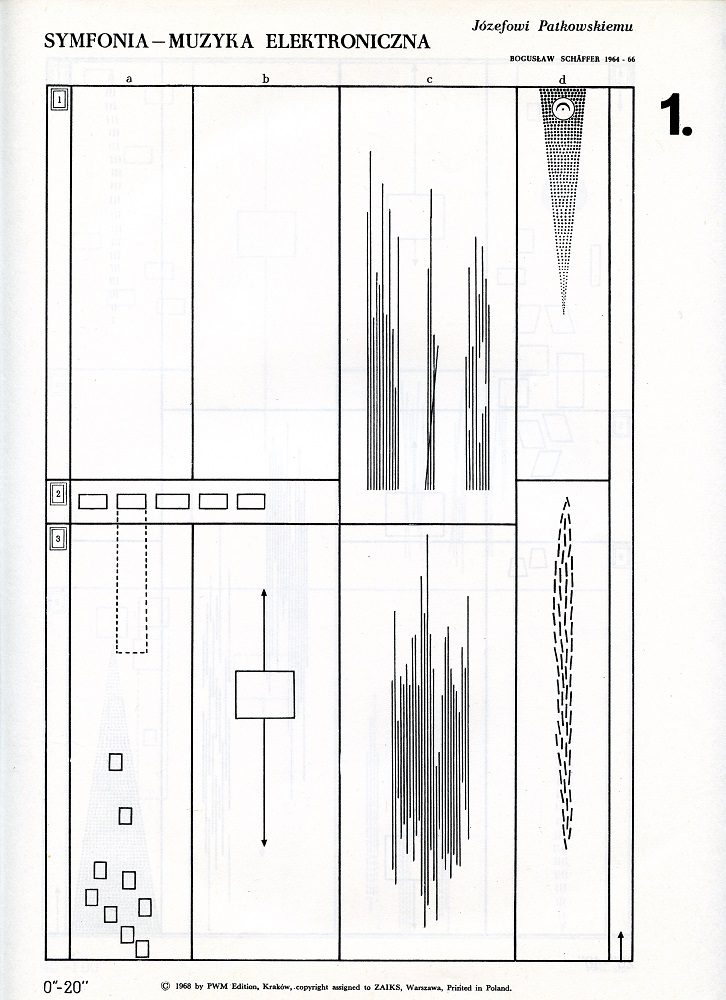 Józefowi Patkowskiemu
SYMFONIA – MUZYKA ELEKTRONICZNA
BOGUSŁAW SCHÄFFER 1964 - 66
a b c d
1
1.
2
3
0"-20"
© 1968 by PWM Edition, Kraków, copyright assigned to ZAIKS, Warszawa, Printed in Poland.